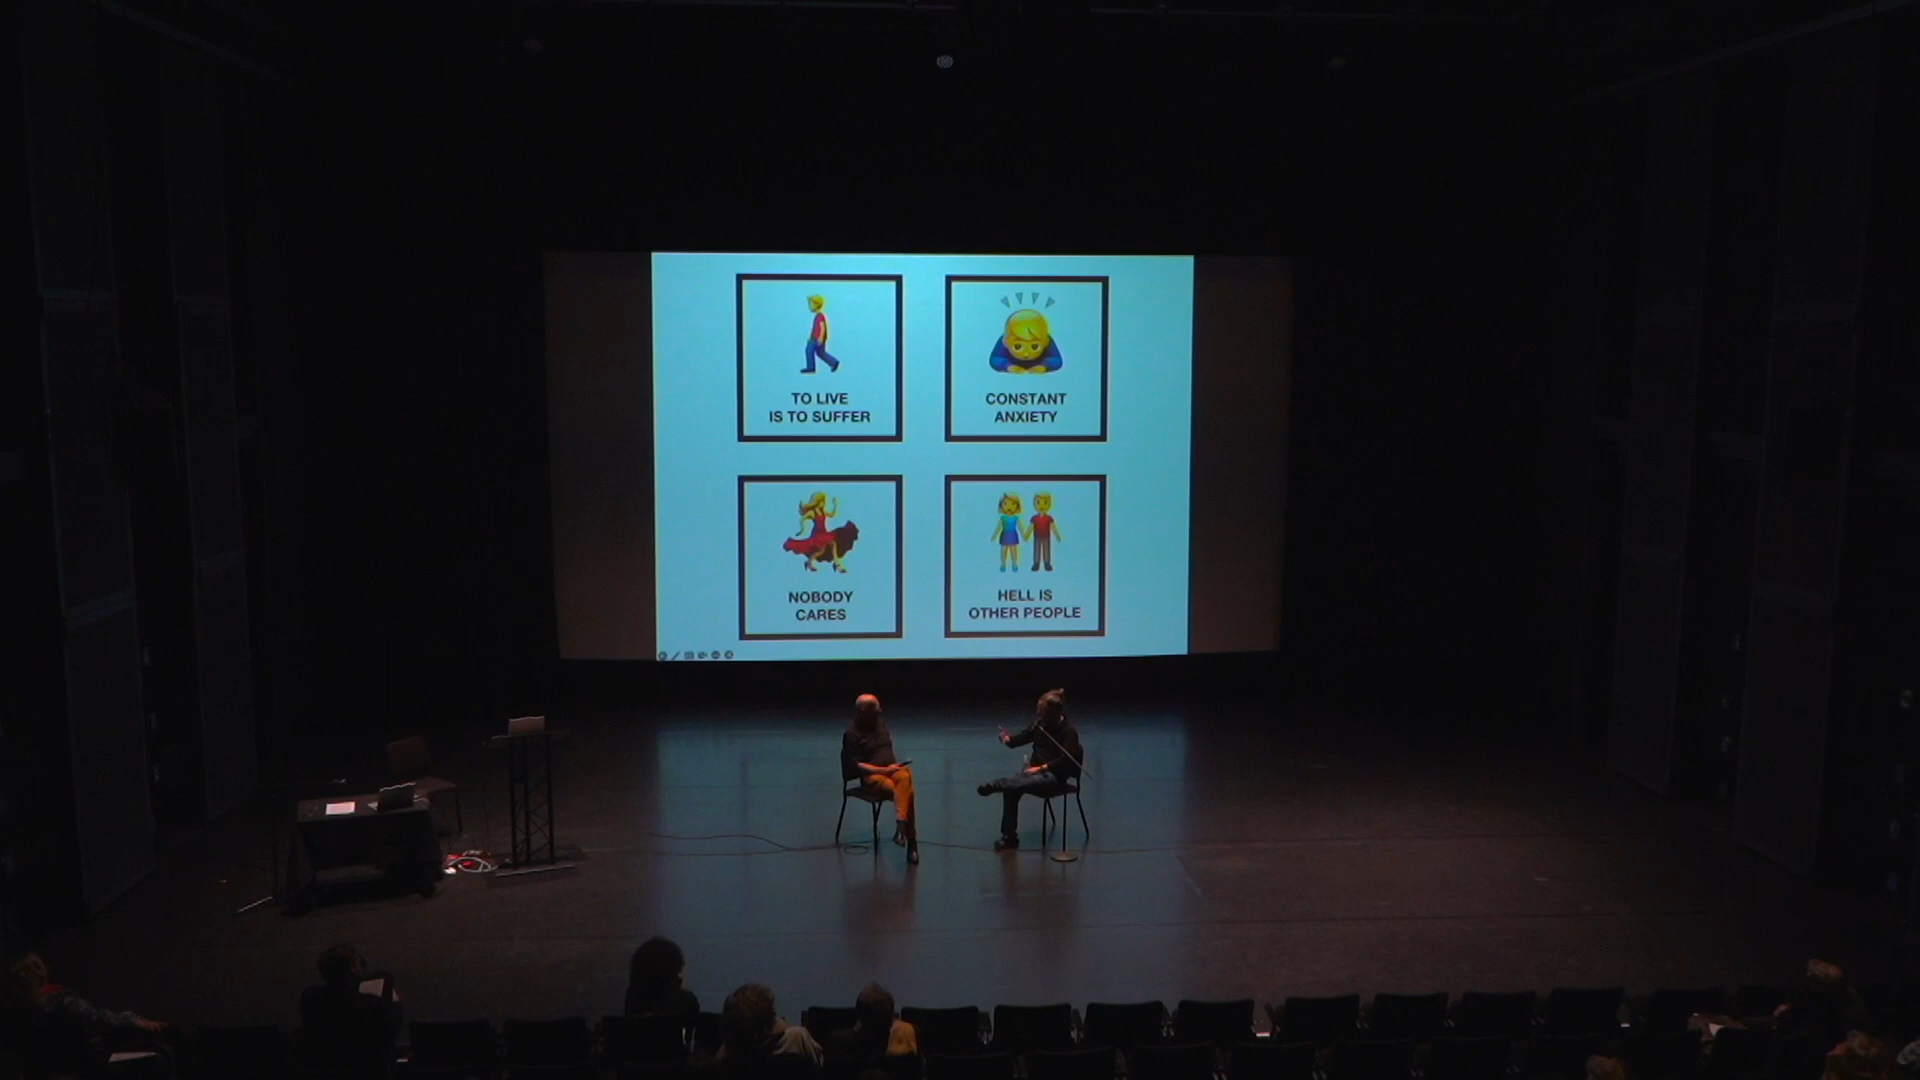 TO LIVE
IS TO SUFFER
CONSTANT
ANXIETY
NOBODY
CARES
HELL IS
OTHER PEOPLE